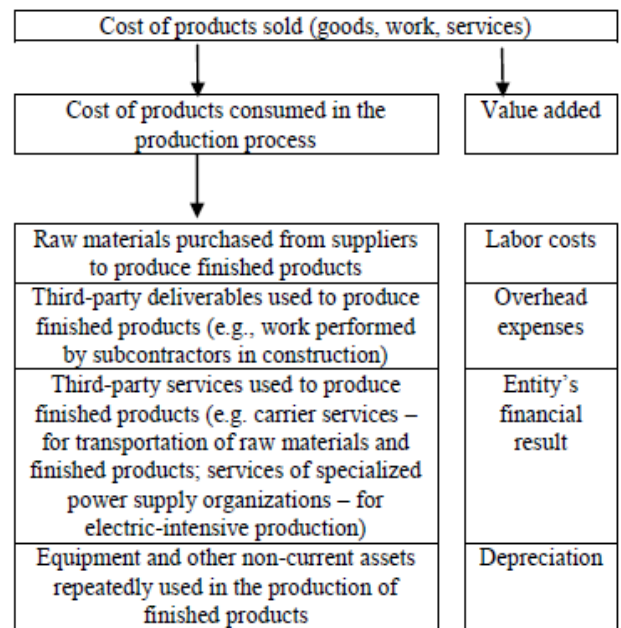 Cost of products sold (goods, work, services)
Cost of products consumed in the
production process
Value added
Raw materials purchased from suppliers
to produce finished products
Labor costs
Third-party deliverables used to produce
finished products (e.g., work performed
by subcontractors in construction)
Overhead
expenses
Third-party services used to produce
finished products (e.g. carrier services –
for transportation of raw materials and
finished products; services of specialized
power supply organizations – for
electric-intensive production)
Entity’s
financial
result
Equipment and other non-current assets
repeatedly used in the production of
finished products
Depreciation